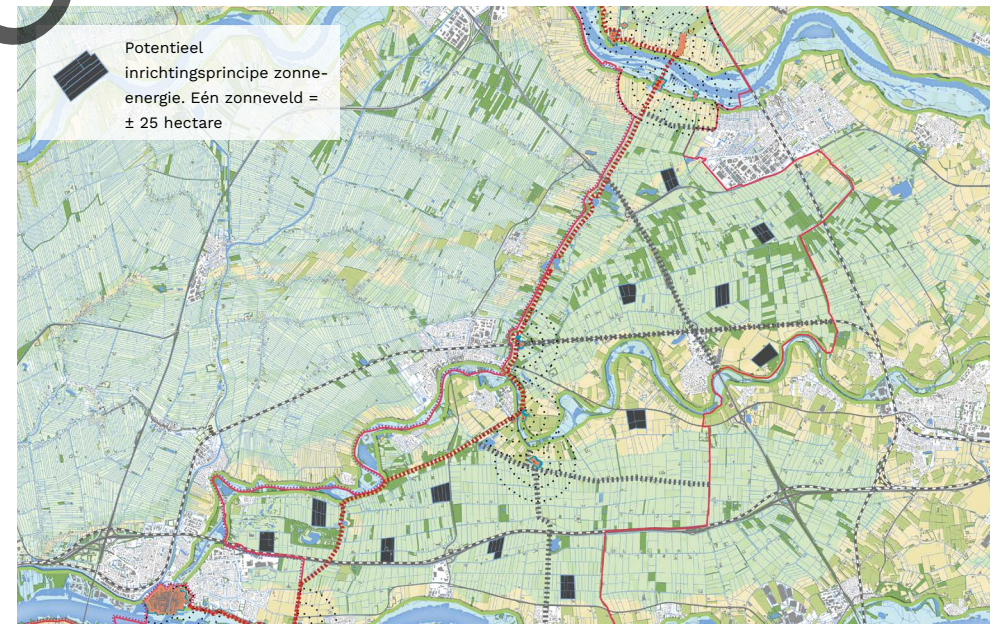 Potentieel
inrichtingsprincipe zonne-
energie. Eén zonneveld =
± 25 hectare